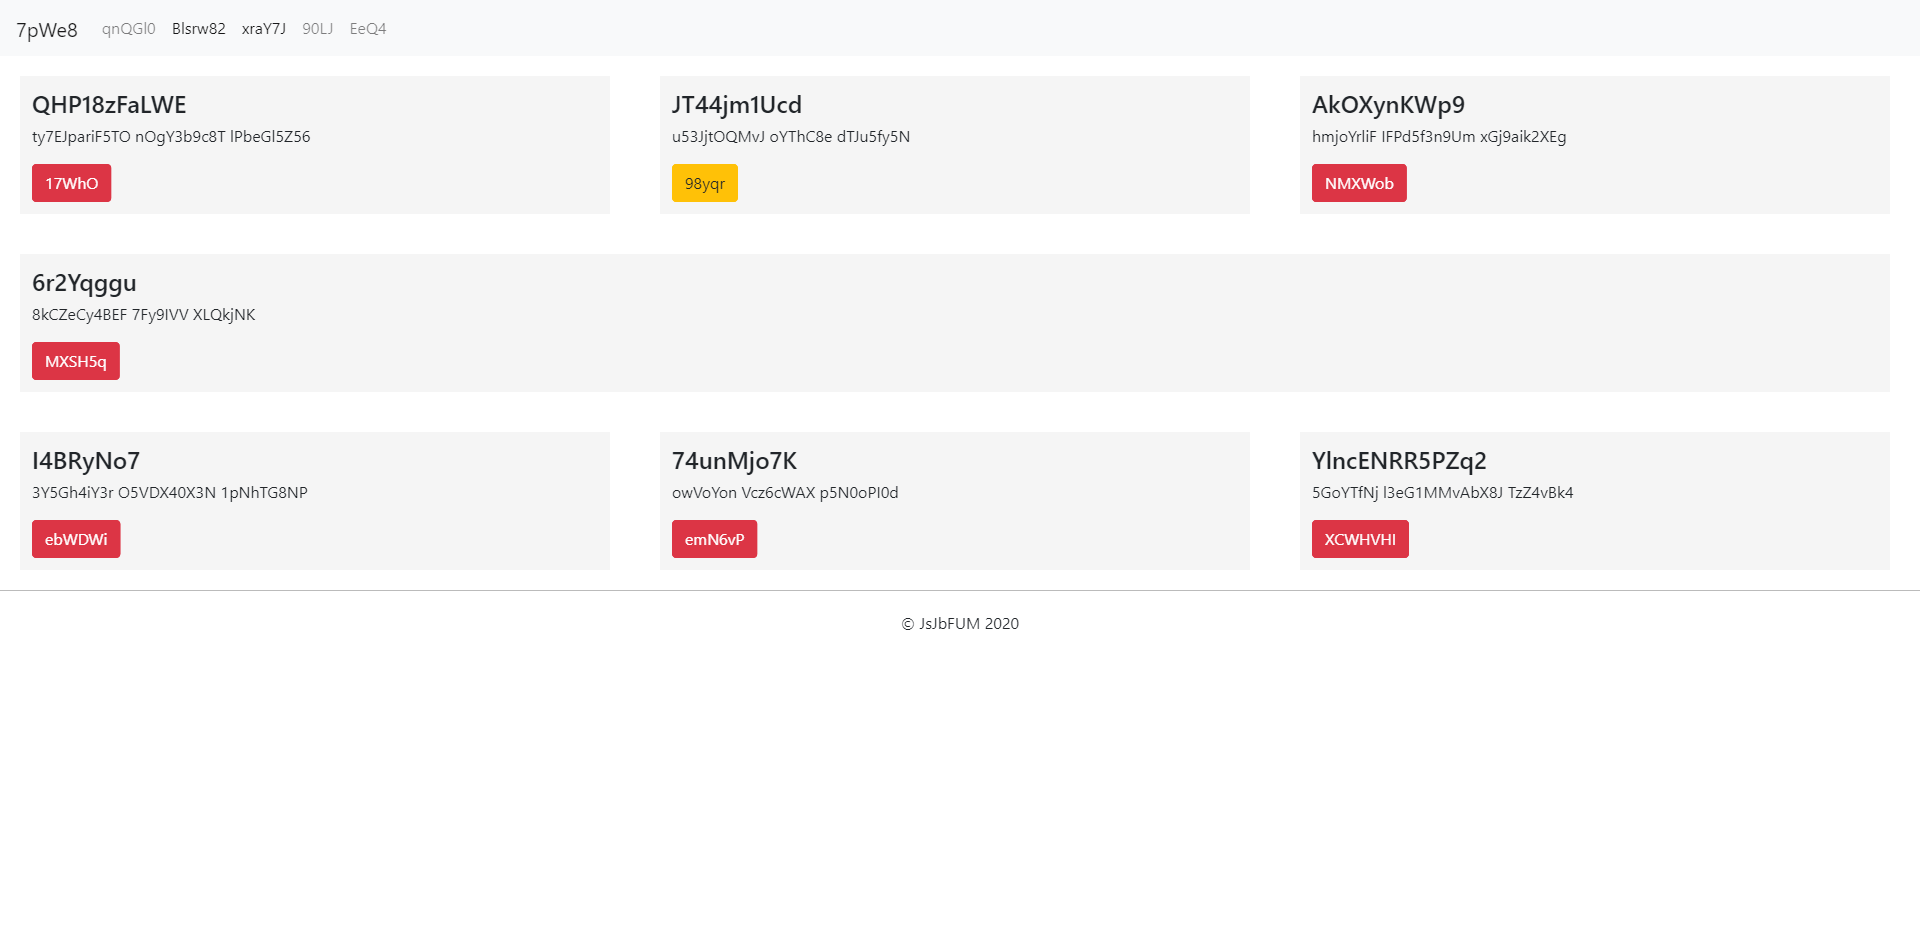 7pWe8 qnQGl0 Blsrw82 xraY7J 90LJ EeQ4
QHP18zFaLWE
ty7EJpariF5TO nOgY3b9c8T lPbeGl5Z56
17WhO
JT44jm1Ucd
u53JjtOQMvJ oYThC8e dTJu5fy5N
98yqr
AkOXynKWp9
hmjoYrliF IFPd5f3n9Um xGj9aik2XEg
NMXWob
6r2Yqggu
8kCZeCy4BEF 7Fy9IVV XLQkjNK
MXSH5q
I4BRyNo7
3Y5Gh4iY3r O5VDX40X3N 1pNhTG8NP
ebWDWi
74unMjo7K
owVoYon Vcz6cWAX p5N0oPI0d
emN6vP
YlncENRR5PZq2
5GoYTfNj l3eG1MMvAbX8J TzZ4vBk4
XCWHVHI
© JsJbFUM 2020